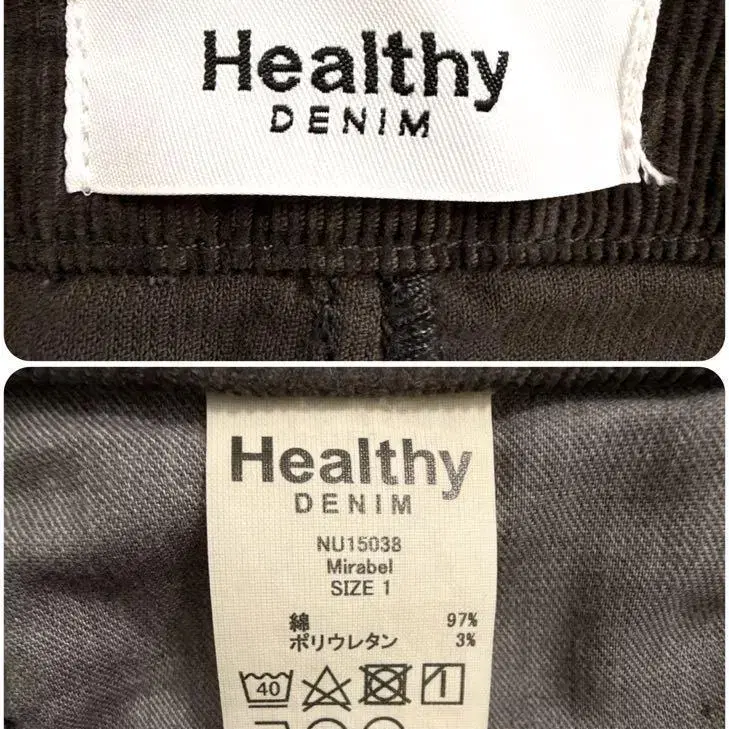 Healthy
DENIM
Healthy
DENIM
NU15038
Mirabel
SIZE 1
綿 97%
ポリウレタン 3%
40